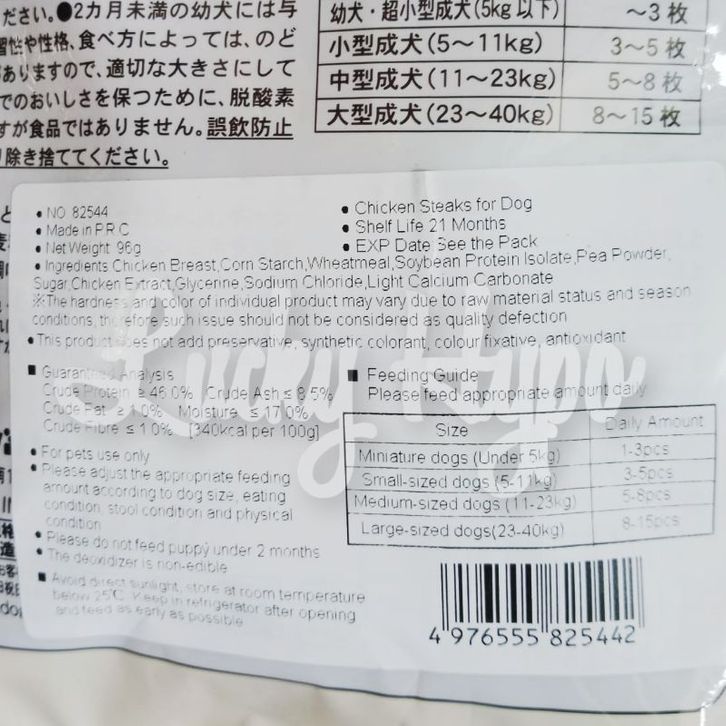 ださい。●2カ月未満の幼犬には与
習性や性格、食べ方によっては、のど
がありますので、適切な大きさにして
でのおいしさを保つために、脱酸素
すが食品ではありません。誤飲防止
り除き捨ててください。
幼犬・超小型成犬(5kg以下) ～3枚
小型成犬(5～11kg) 3～5枚
中型成犬(11～23kg) 5～8枚
大型成犬(23～40kg) 8～15枚
• NO 82544
• Made in P.R.C
• Net Weight 96g
• Chicken Steaks for Dog
• Shelf Life 21 Months
• EXP Date See the Pack
• Ingredients Chicken Breast,Corn Starch,Wheatmeal,Soybean Protein Isolate,Pea Powder,
Sugar,Chicken Extract,Glycerine,Sodium Chloride,Light Calcium Carbonate
※The hardness and color of individual product may vary due to raw material status and season
conditions, therefore such issue should not be considered as quality defection
• This product does not add preservative, synthetic colorant, colour fixative, antioxidant
■ Guaranteed Analysis
Crude Protein ≥ 46.0% Crude Ash ≤ 8.5%
Crude Fat ≥ 1.0% Moisture ≤ 17.0%
Crude Fibre ≤ 1.0% [340kcal per 100g]
• For pets use only
• Please adjust the appropriate feeding
amount according to dog size, eating
condition, stool condition and physical
condition
• Please do not feed puppy under 2 months
• The deoxidizer is non-edible
■ Avoid direct sunlight, store at room temperature
below 25℃. Keep in refrigerator after opening
and feed as early as possible
■ Feeding Guide
Please feed appropriate amount daily
Size Daily Amount
Miniature dogs (Under 5kg) 1-3pcs
Small-sized dogs (5-11kg) 3-5pcs
Medium-sized dogs (11-23kg) 5-8pcs
Large-sized dogs(23-40kg) 8-15pcs
4 976555 825442
Lucky Hypo